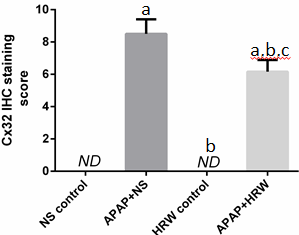 Cx32 IHC staining
score
10
8
6
4
2
0
a
a,b,c
b
ND
ND
NS control
APAP+NS
HRW control
APAP+HRW